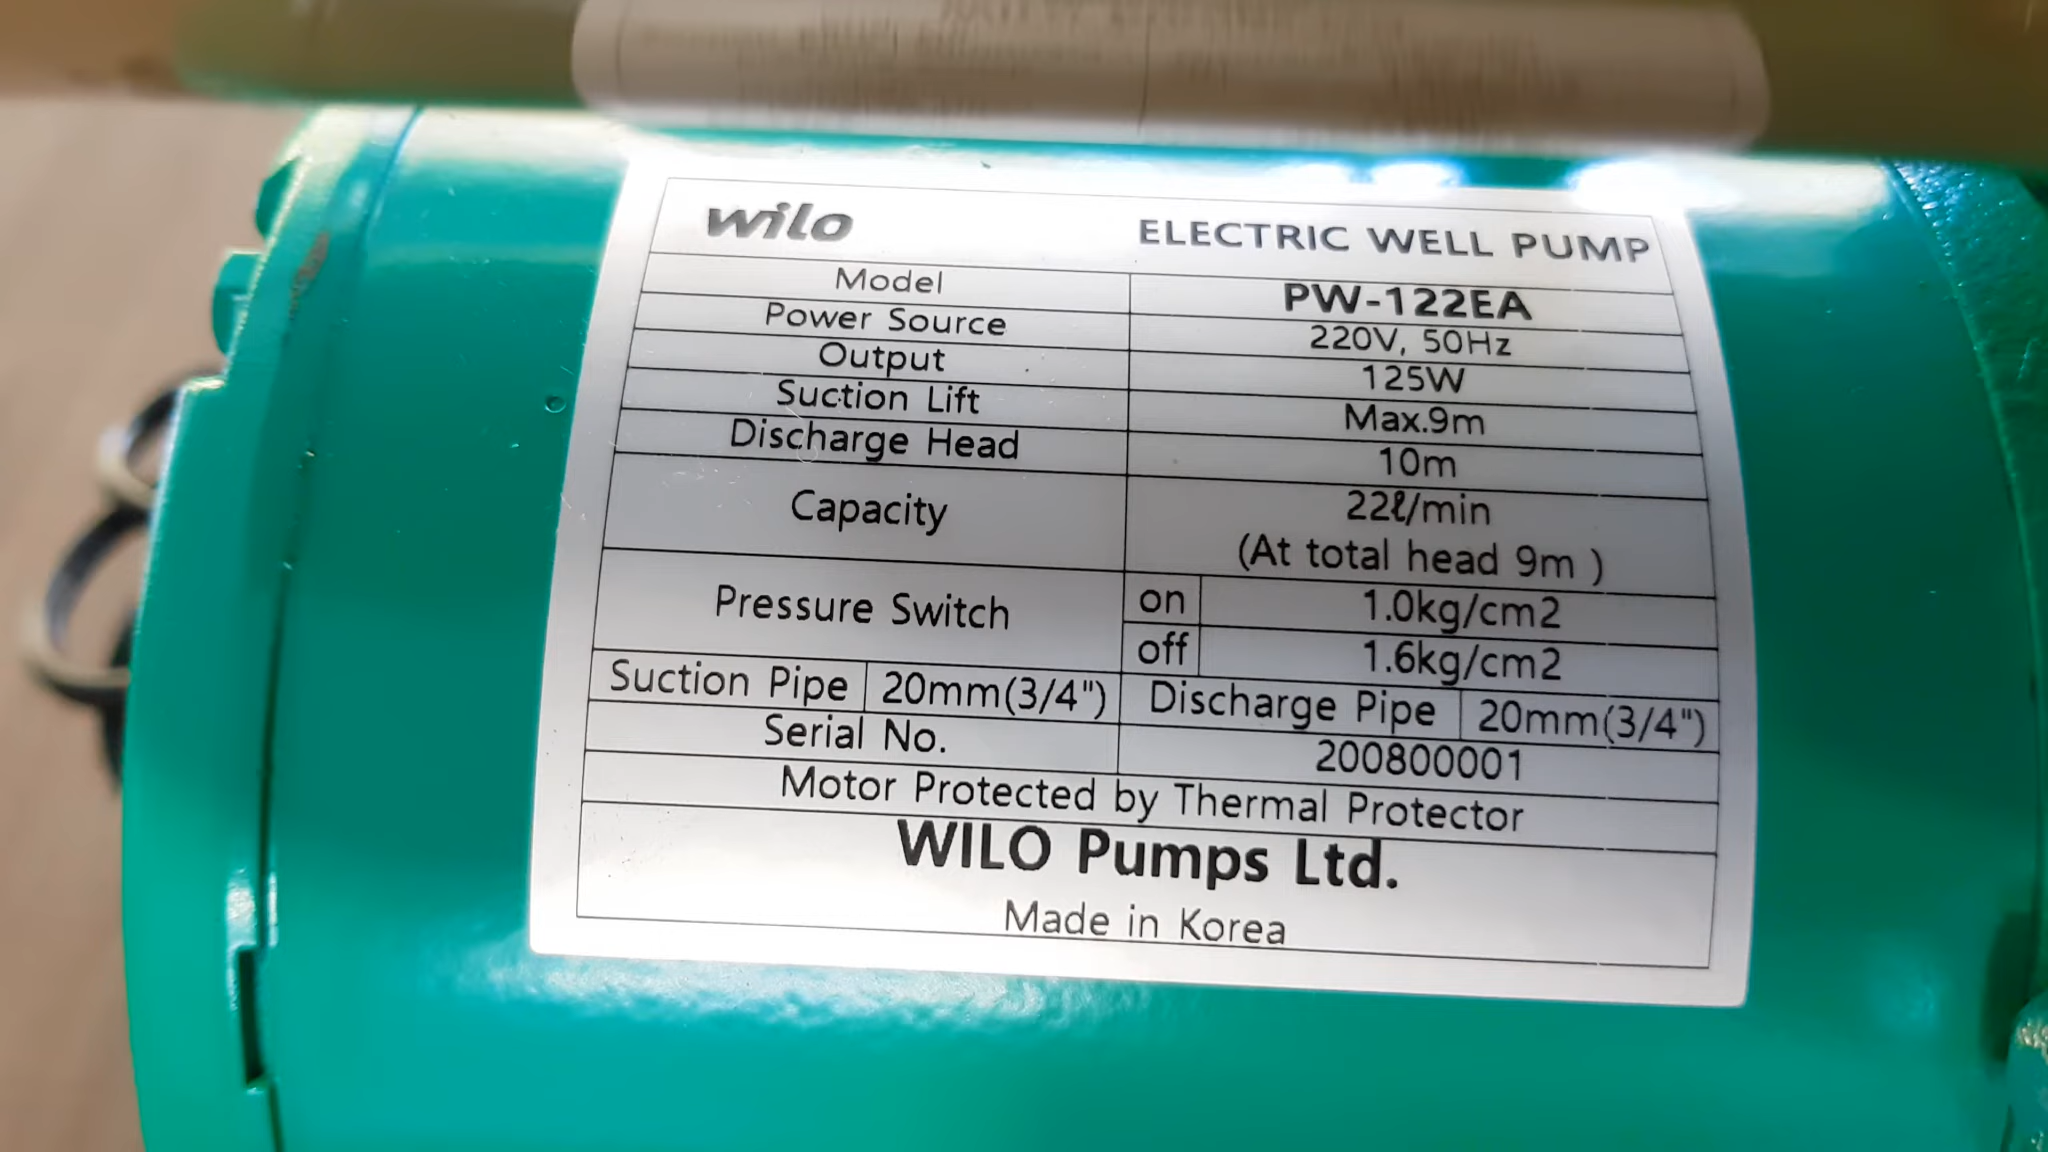 wilo ELECTRIC WELL PUMP
Model PW-122EA
Power Source 220V, 50Hz
Output 125W
Suction Lift Max.9m
Discharge Head 10m
Capacity 22ℓ/min
(At total head 9m )
Pressure Switch on 1.0kg/cm2
off 1.6kg/cm2
Suction Pipe 20mm(3/4") Discharge Pipe 20mm(3/4")
Serial No. 200800001
Motor Protected by Thermal Protector
WILO Pumps Ltd.
Made in Korea